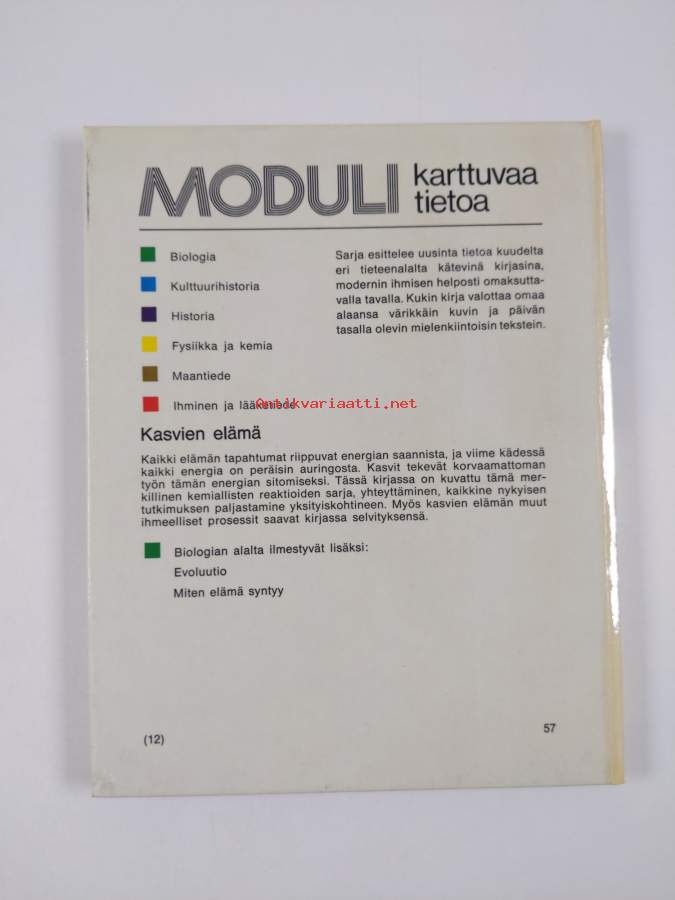 MODULI karttuvaa
tietoa
Biologia
Kulttuurihistoria
Historia
Fysiikka ja kemia
Maantiede
Ihminen ja lääketiede
Antikvariaatti.net
Sarja esittelee uusinta tietoa kuudelta
eri tieteenalalta kätevinä kirjasina,
modernin ihmisen helposti omaksutta-
valla tavalla. Kukin kirja valottaa omaa
alaansa värikkäin kuvin ja päivän
tasalla olevin mielenkiintoisin tekstein.
Kasvien elämä
Kaikki elämän tapahtumat riippuvat energian saannista, ja viime kädessä
kaikki energia on peräisin auringosta. Kasvit tekevät korvaamattoman
työn tämän energian sitomiseksi. Tässä kirjassa on kuvattu tämä mer-
killinen kemiallisten reaktioiden sarja, yhteyttäminen, kaikkine nykyisen
tutkimuksen paljastamine yksityiskohtineen. Myös kasvien elämän muut
ihmeelliset prosessit saavat kirjassa selvityksensä.
Biologian alalta ilmestyvät lisäksi:
Evoluutio
Miten elämä syntyy
(12)
57